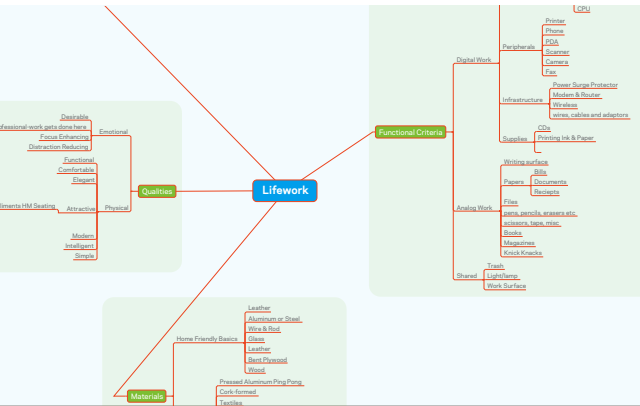 CPU
Printer
Phone
PDA
Scanner
Camera
Fax
Peripherals
Digital Work
Power Surge Protector
Modem & Router
Wireless
wires, cables and adaptors
Infrastructure
CDs
Printing Ink & Paper
Supplies
Functional Criteria
Writing surface
Bills
Documents
Reciepts
Papers
Files
pens, pencils, erasers etc
scissors, tape, misc
Books
Magazines
Knick Knacks
Analog Work
Trash
Light/lamp
Work Surface
Shared
Lifework
Qualities
Emotional
Desirable
ofessional-work gets done here
Focus Enhancing
Distraction Reducing
Physical
Functional
Comfortable
Elegant
Attractive
liments HM Seating
Modern
Intelligent
Simple
Materials
Home Friendly Basics
Leather
Aluminum or Steel
Wire & Rod
Glass
Leather
Bent Plywood
Wood
Pressed Aluminum Ping Pong
Cork-formed
Textiles